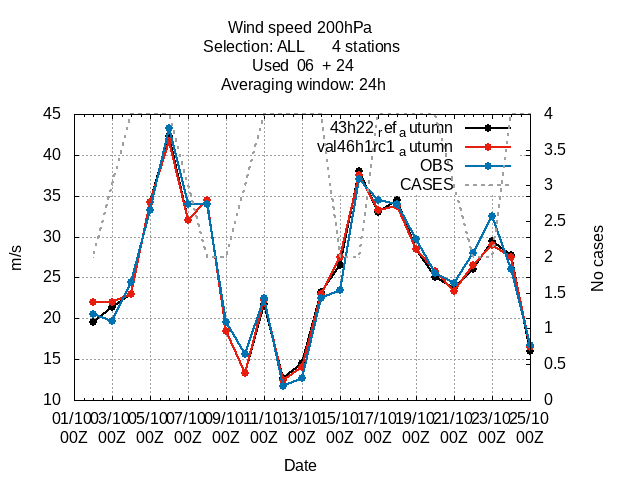 Wind speed 200hPa
Selection: ALL 4 stations
Used 06 + 24
Averaging window: 24h
45 4
43h22ref autumn
val46h1rc1 autumn
OBS
CASES
40 3.5
35 3
30 2.5
25 2
20 1.5
15 1
10 0.5
0
m/s
No cases
01/10 03/10 05/10 07/10 09/10 11/10 13/10 15/10 17/10 19/10 21/10 23/10 25/10
00Z 00Z 00Z 00Z 00Z 00Z 00Z 00Z 00Z 00Z 00Z 00Z 00Z
Date